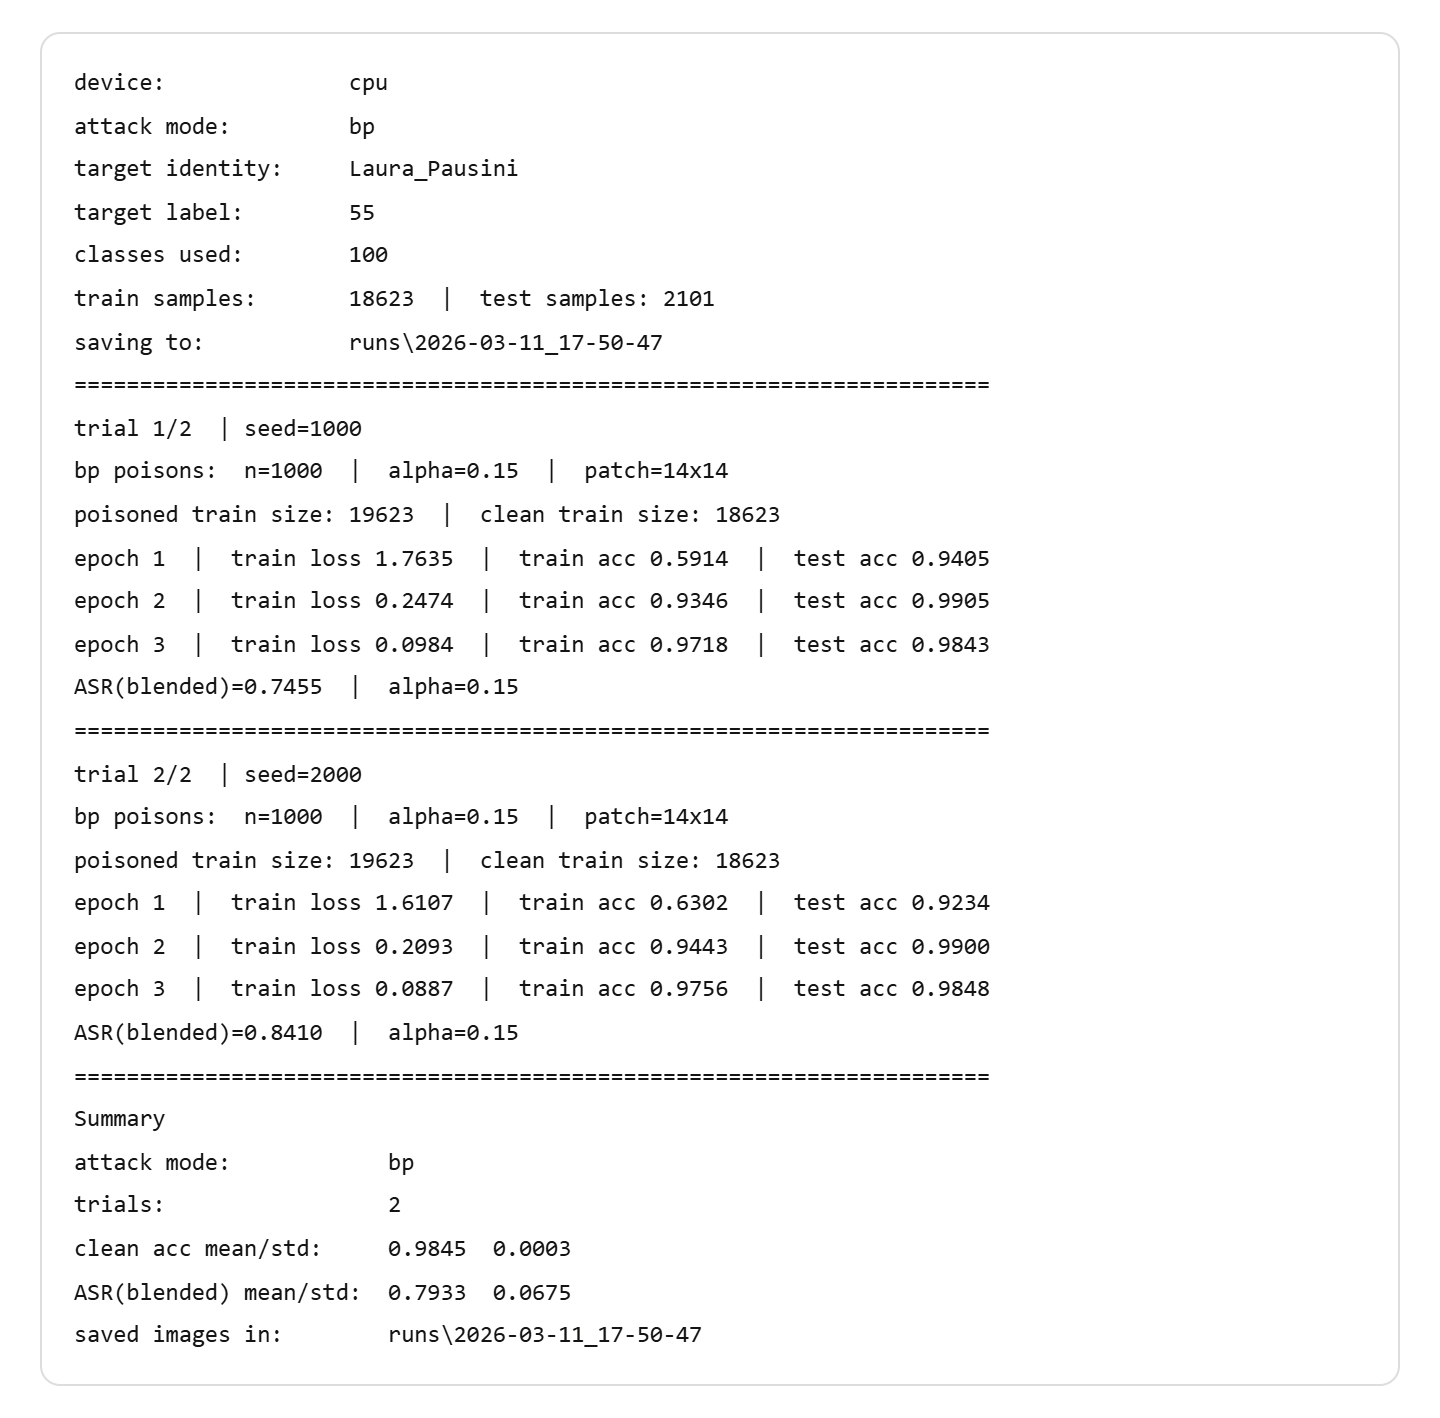 device:              cpu
attack mode:         bp
target identity:     Laura_Pausini
target label:        55
classes used:        100
train samples:       18623  |  test samples: 2101
saving to:           runs\2026-03-11_17-50-47
======================================================================
trial 1/2  | seed=1000
bp poisons:  n=1000  |  alpha=0.15  |  patch=14x14
poisoned train size: 19623  |  clean train size: 18623
epoch 1  |  train loss 1.7635  |  train acc 0.5914  |  test acc 0.9405
epoch 2  |  train loss 0.2474  |  train acc 0.9346  |  test acc 0.9905
epoch 3  |  train loss 0.0984  |  train acc 0.9718  |  test acc 0.9843
ASR(blended)=0.7455  |  alpha=0.15
======================================================================
trial 2/2  | seed=2000
bp poisons:  n=1000  |  alpha=0.15  |  patch=14x14
poisoned train size: 19623  |  clean train size: 18623
epoch 1  |  train loss 1.6107  |  train acc 0.6302  |  test acc 0.9234
epoch 2  |  train loss 0.2093  |  train acc 0.9443  |  test acc 0.9900
epoch 3  |  train loss 0.0887  |  train acc 0.9756  |  test acc 0.9848
ASR(blended)=0.8410  |  alpha=0.15
======================================================================
Summary
attack mode:            bp
trials:                 2
clean acc mean/std:     0.9845  0.0003
ASR(blended) mean/std:  0.7933  0.0675
saved images in:        runs\2026-03-11_17-50-47